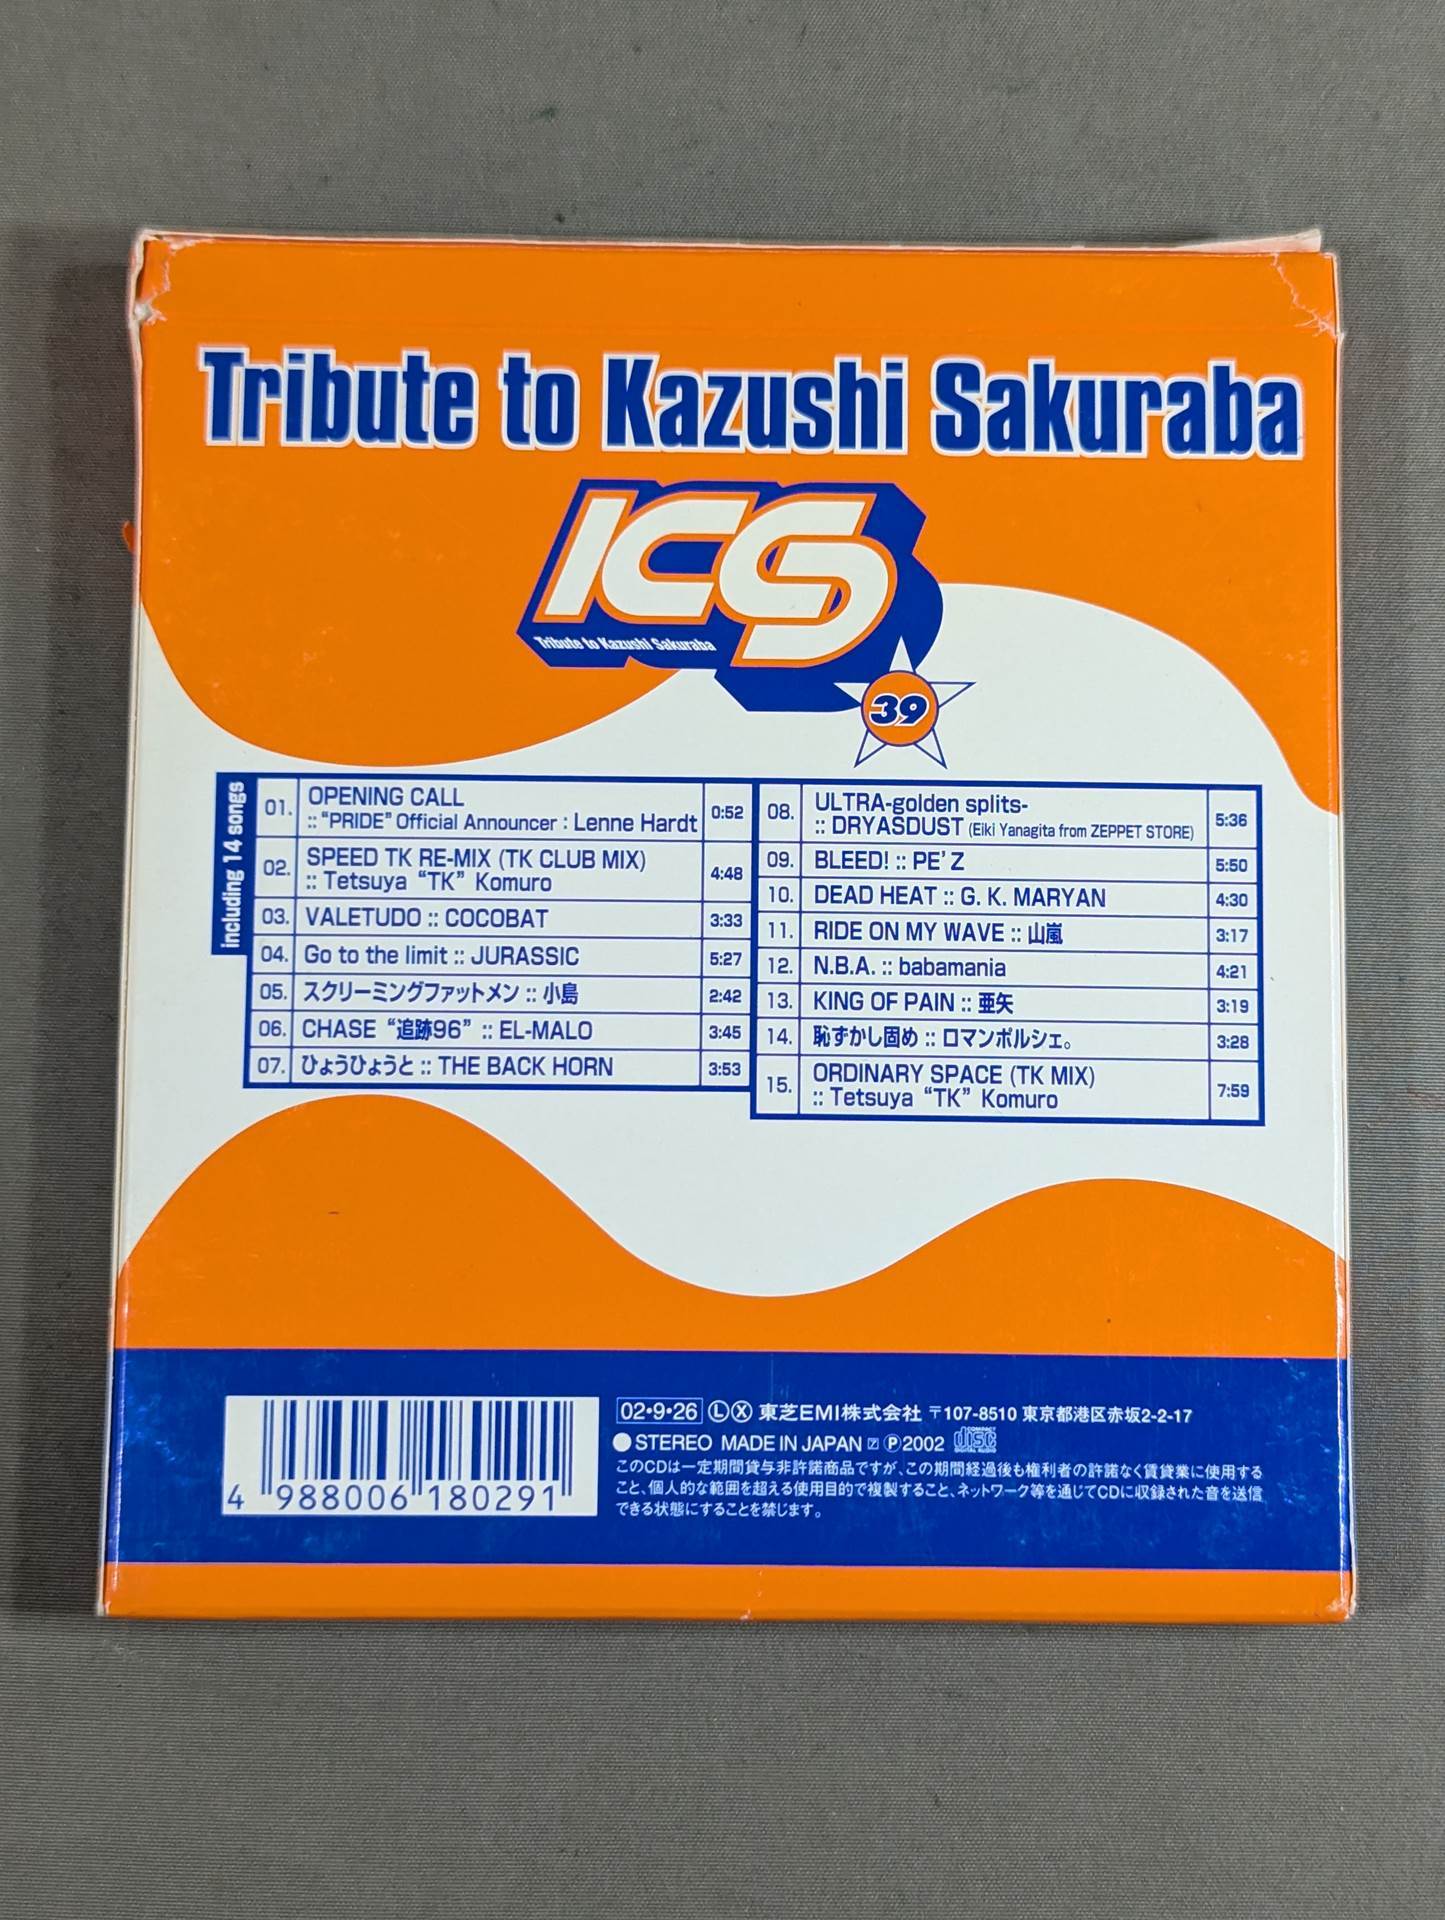 Tribute to Kazushi Sakuraba
ICS
Tribute to Kazushi Sakuraba
39
including 14 songs
01. OPENING CALL
:: "PRIDE" Official Announcer : Lenne Hardt 0:52
02. SPEED TK RE-MIX (TK CLUB MIX)
:: Tetsuya "TK" Komuro 4:48
03. VALETUDO :: COCOBAT 3:33
04. Go to the limit :: JURASSIC 5:27
05. スクリーミングファットメン :: 小島 2:42
06. CHASE "追跡96" :: EL-MALO 3:45
07. ひょうひょうと :: THE BACK HORN 3:53
08. ULTRA-golden splits-
:: DRYASDUST (Eiki Yanagita from ZEPPET STORE) 5:36
09. BLEED! :: PE'Z 5:50
10. DEAD HEAT :: G. K. MARYAN 4:30
11. RIDE ON MY WAVE :: 山嵐 3:17
12. N.B.A. :: babamania 4:21
13. KING OF PAIN :: 亜矢 3:19
14. 恥ずかし固め :: ロマンポルシェ。 3:28
15. ORDINARY SPACE (TK MIX)
:: Tetsuya "TK" Komuro 7:59
4 988006 180291
02•9•26 Ⓛ Ⓧ 東芝EMI株式会社 〒107-8510 東京都港区赤坂2-2-17
●STEREO MADE IN JAPAN ℗2002 COMPACT disc DIGITAL AUDIO
このCDは一定期間貸与非許諾商品ですが、この期間経過後も権利者の許諾なく賃貸業に使用する
こと、個人的な範囲を超える使用目的で複製すること、ネットワーク等を通じてCDに収録された音を送信
できる状態にすることを禁じます。